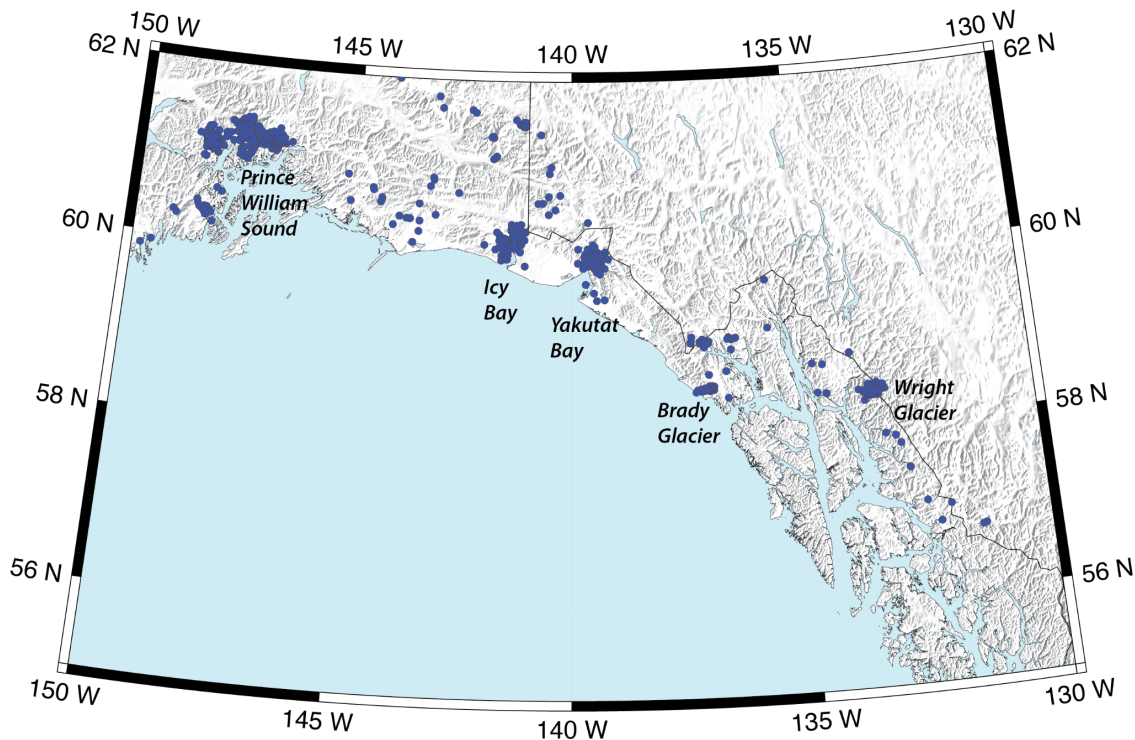 150 W
145 W
140 W
135 W
130 W
62 N
62 N
Prince
William
Sound
60 N
60 N
Icy
Bay
Yakutat
Bay
58 N
58 N
Brady
Glacier
Wright
Glacier
56 N
56 N
150 W
145 W
140 W
135 W
130 W